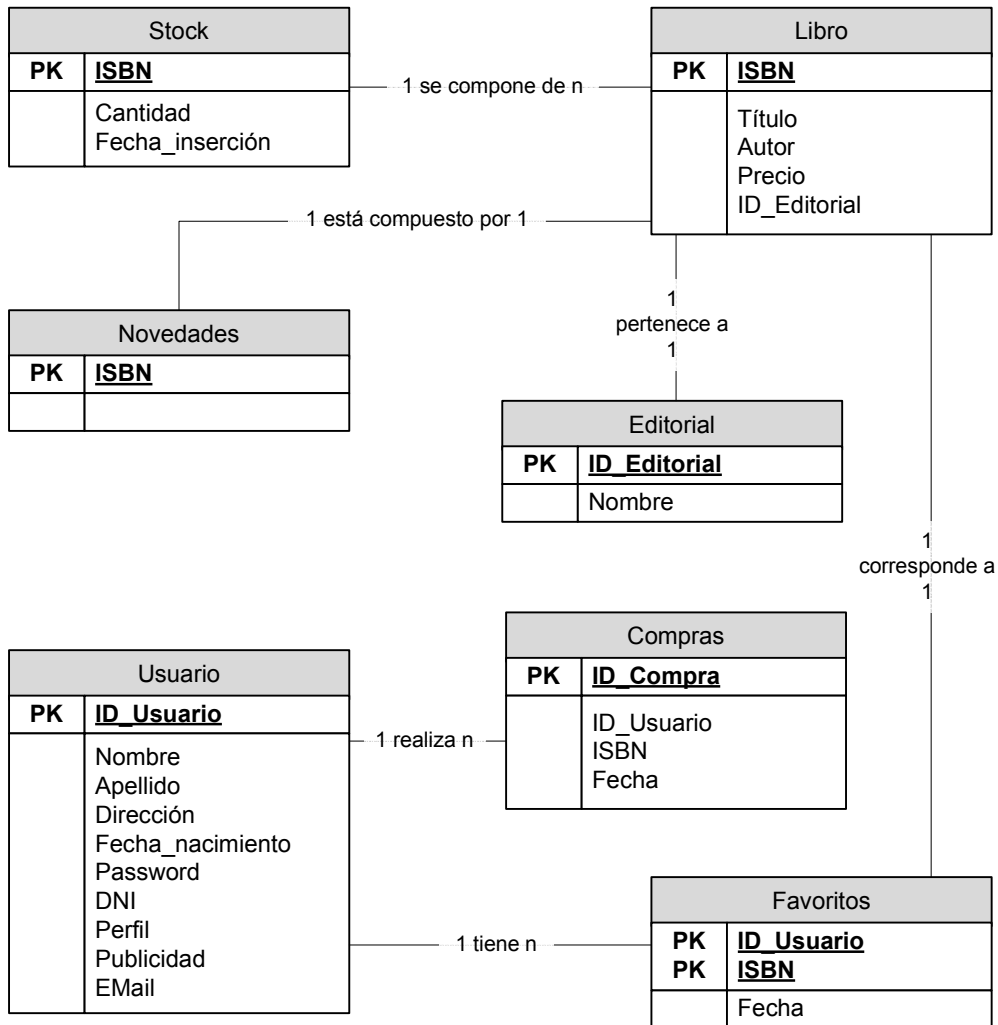 Stock
PK ISBN
Cantidad
Fecha_inserción
1 se compone de n
Libro
PK ISBN
Título
Autor
Precio
ID_Editorial
1 está compuesto por 1
Novedades
PK ISBN
1
pertenece a
1
Editorial
PK ID_Editorial
Nombre
1
corresponde a
1
Usuario
PK ID_Usuario
Nombre
Apellido
Dirección
Fecha_nacimiento
Password
DNI
Perfil
Publicidad
EMail
1 realiza n
Compras
PK ID_Compra
ID_Usuario
ISBN
Fecha
1 tiene n
Favoritos
PK ID_Usuario
PK ISBN
Fecha